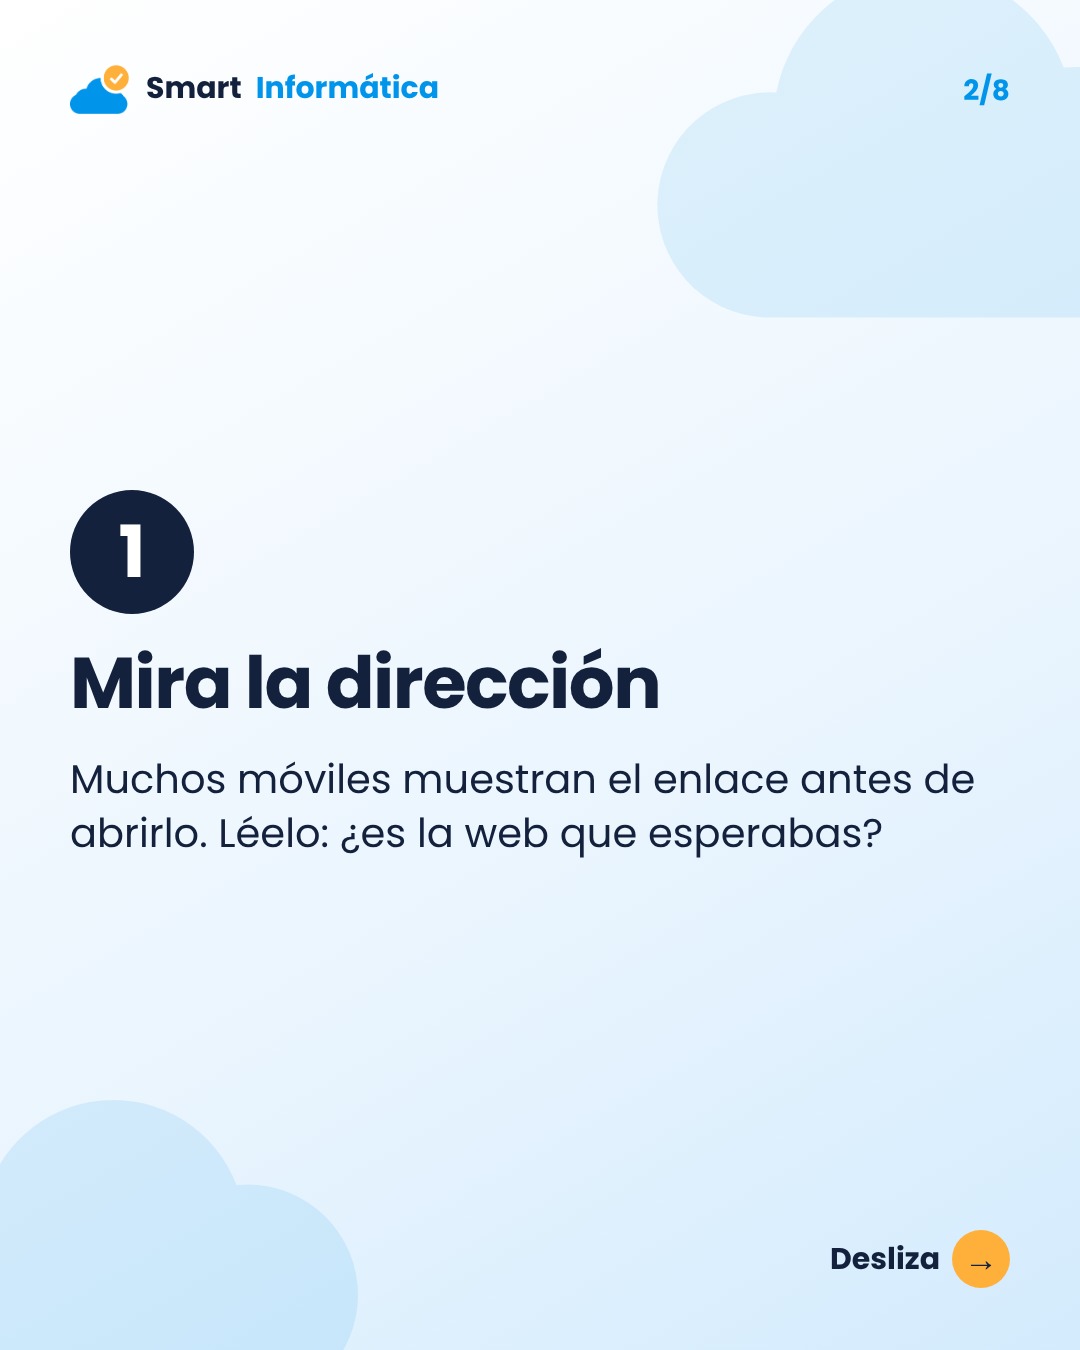 Smart Informática
2/8
1
Mira la dirección
Muchos móviles muestran el enlace antes de
abrirlo. Léelo: ¿es la web que esperabas?
Desliza →